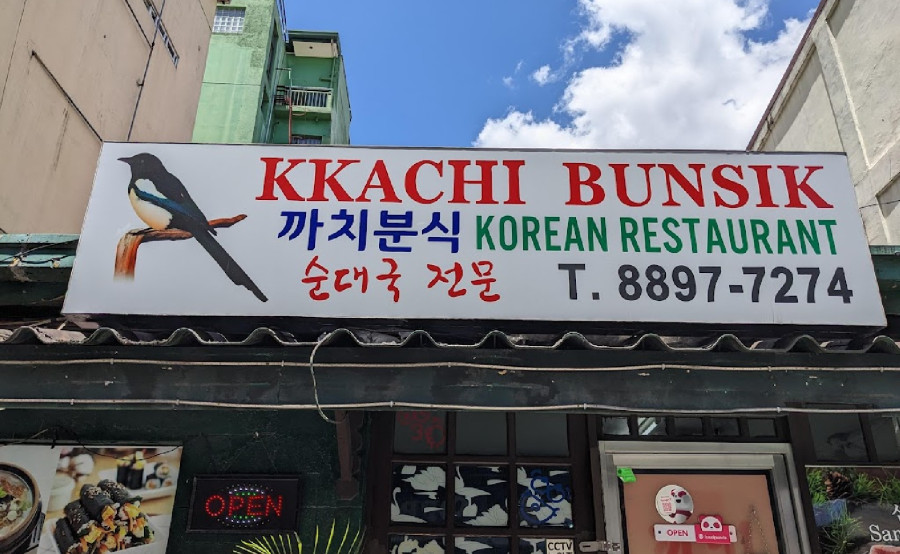 KKACHI BUNSIK
까치분식 KOREAN RESTAURANT
순대국 전문 T. 8897-7274
OPEN
OPEN
CCTV